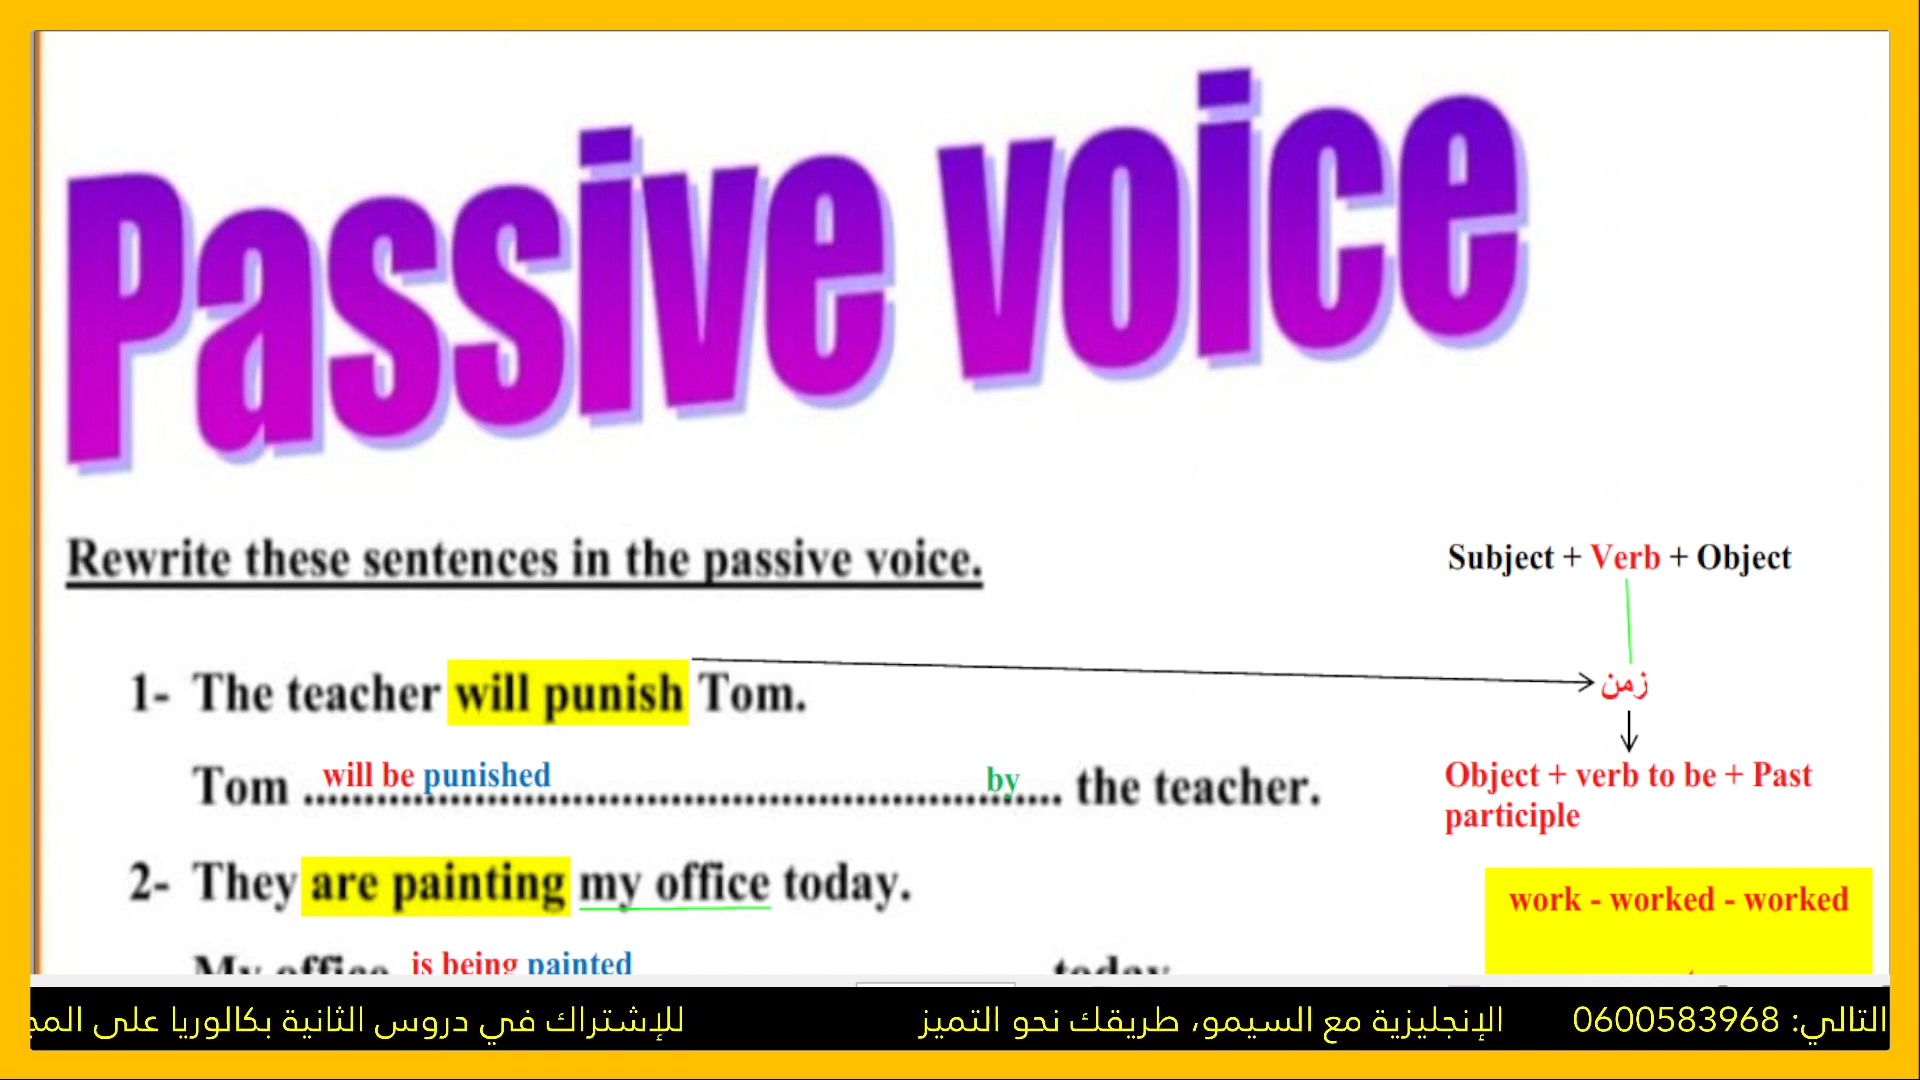 Passive voice
Rewrite these sentences in the passive voice.
Subject + Verb + Object
1- The teacher will punish Tom.
زمن
Tom will be punished .......... by .... the teacher.
Object + verb to be + Past
participle
2- They are painting my office today.
work - worked - worked
My office is being painted today
التالي: 0600583968 الإنجليزية مع السيمو، طريقك نحو التميز للإشتراك في دروس الثانية بكالوريا على